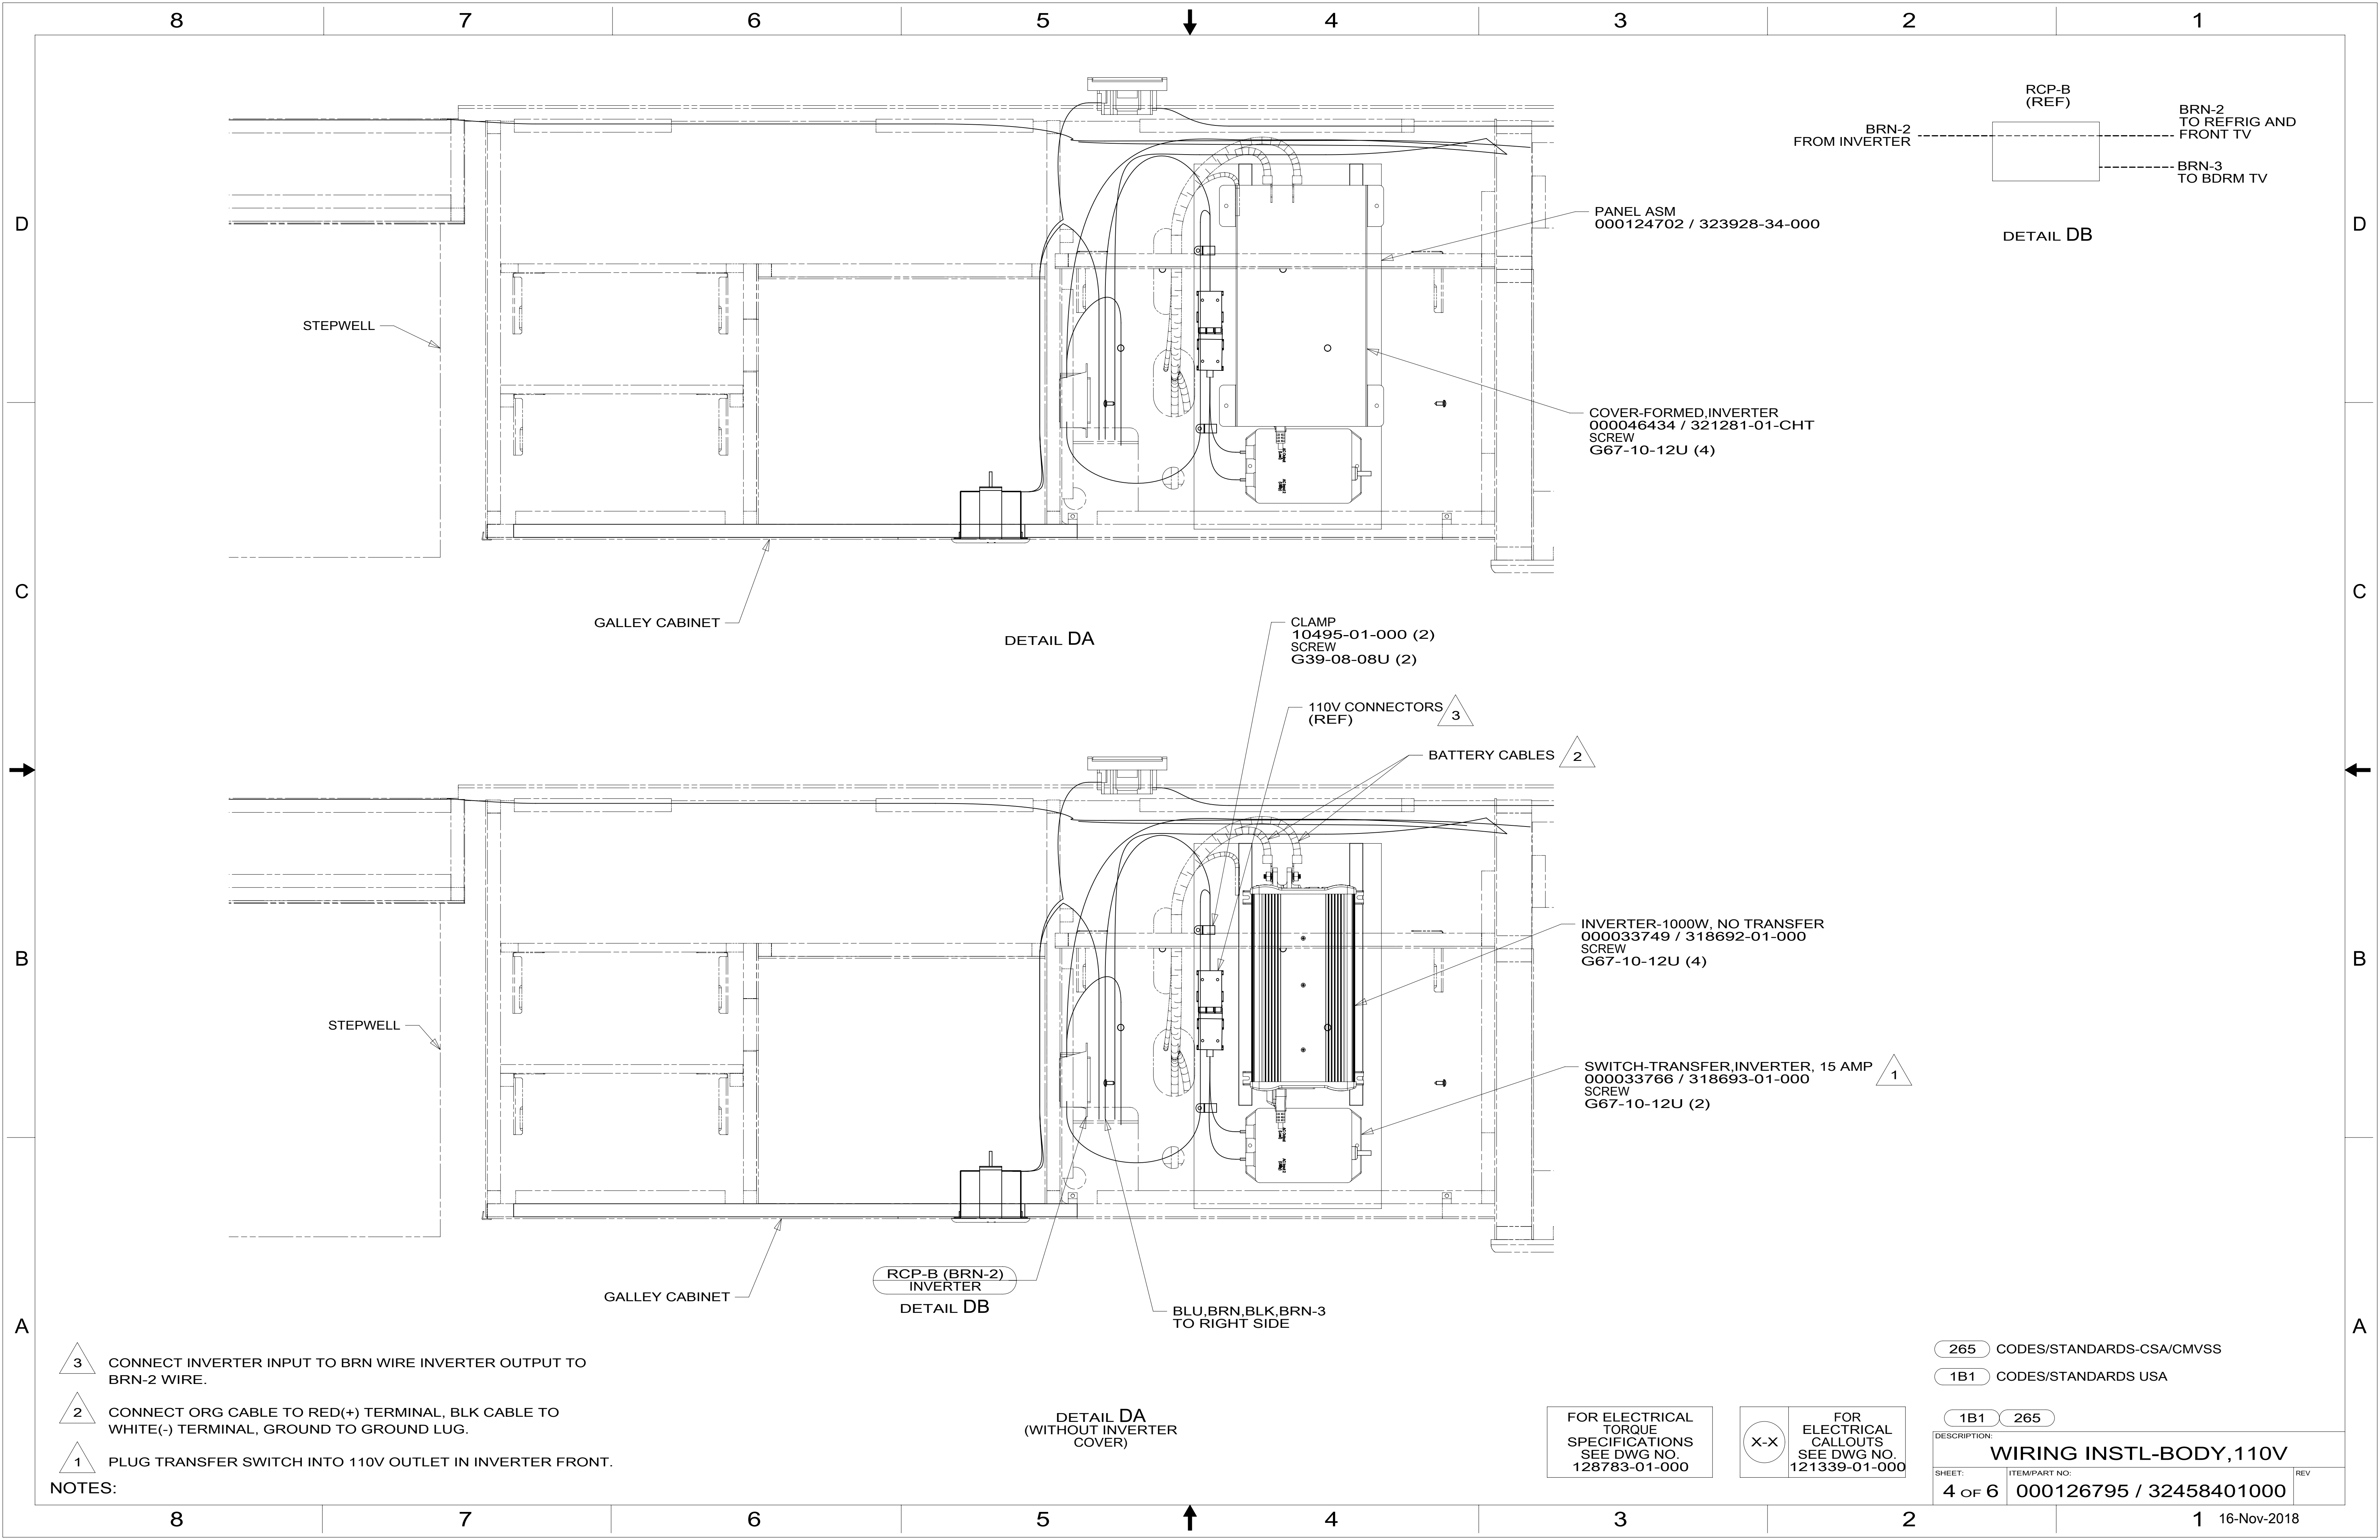 8 7 6 5 4 3 2 1
D
D
C
C
B
B
A
A
RCP-B
(REF)
BRN-2
FROM INVERTER
BRN-2
TO REFRIG AND
FRONT TV
BRN-3
TO BDRM TV
DETAIL DB
PANEL ASM
000124702 / 323928-34-000
STEPWELL
COVER-FORMED,INVERTER
000046434 / 321281-01-CHT
SCREW
G67-10-12U (4)
GALLEY CABINET
DETAIL DA
CLAMP
10495-01-000 (2)
SCREW
G39-08-08U (2)
110V CONNECTORS
(REF)
3
BATTERY CABLES
2
INVERTER-1000W, NO TRANSFER
000033749 / 318692-01-000
SCREW
G67-10-12U (4)
STEPWELL
SWITCH-TRANSFER,INVERTER, 15 AMP
000033766 / 318693-01-000
SCREW
G67-10-12U (2)
1
RCP-B (BRN-2)
INVERTER
DETAIL DB
GALLEY CABINET
BLU,BRN,BLK,BRN-3
TO RIGHT SIDE
3 CONNECT INVERTER INPUT TO BRN WIRE INVERTER OUTPUT TO
BRN-2 WIRE.
2 CONNECT ORG CABLE TO RED(+) TERMINAL, BLK CABLE TO
WHITE(-) TERMINAL, GROUND TO GROUND LUG.
1 PLUG TRANSFER SWITCH INTO 110V OUTLET IN INVERTER FRONT.
NOTES:
DETAIL DA
(WITHOUT INVERTER
COVER)
FOR ELECTRICAL
TORQUE
SPECIFICATIONS
SEE DWG NO.
128783-01-000
X-X
FOR
ELECTRICAL
CALLOUTS
SEE DWG NO.
121339-01-000
265 CODES/STANDARDS-CSA/CMVSS
1B1 CODES/STANDARDS USA
1B1 265
DESCRIPTION:
WIRING INSTL-BODY,110V
SHEET:
4 OF 6
ITEM/PART NO:
000126795 / 32458401000
REV
8 7 6 5 4 3 2 1
16-Nov-2018